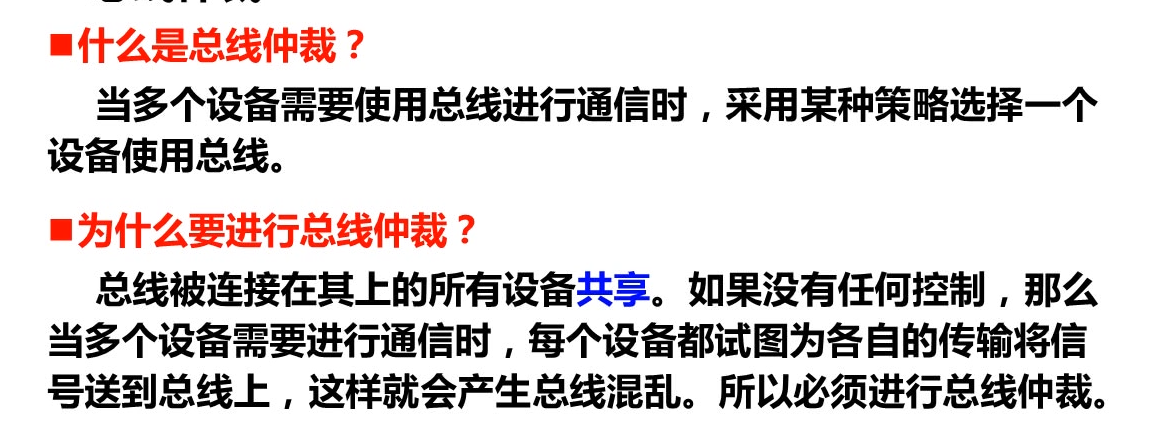 ■什么是总线仲裁？
当多个设备需要使用总线进行通信时，采用某种策略选择一个
设备使用总线。
■为什么要进行总线仲裁？
总线被连接在其上的所有设备共享。如果没有任何控制，那么
当多个设备需要进行通信时，每个设备都试图为各自的传输将信
号送到总线上，这样就会产生总线混乱。所以必须进行总线仲裁。